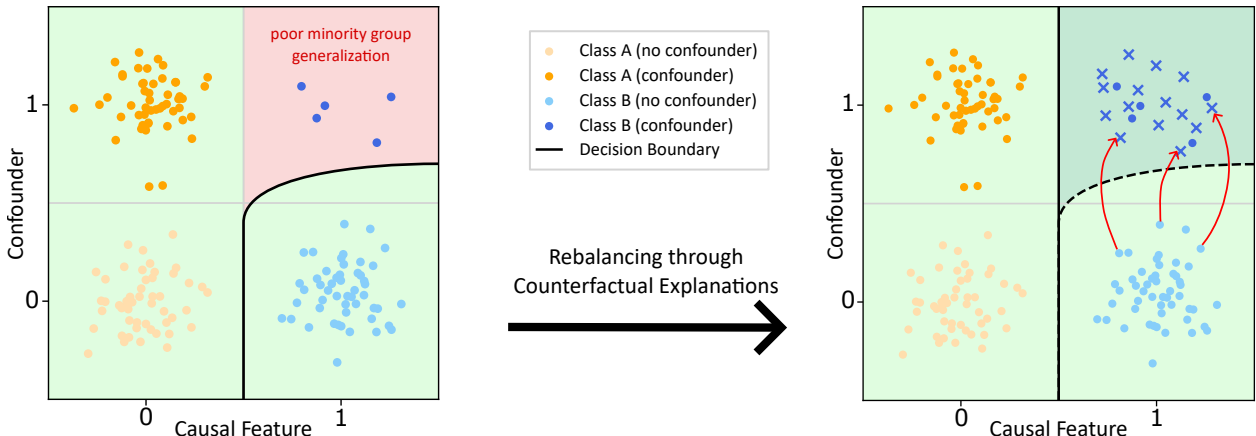 poor minority group
generalization
1
0
Confounder
0
1
Causal Feature
Class A (no confounder)
Class A (confounder)
Class B (no confounder)
Class B (confounder)
Decision Boundary
Rebalancing through
Counterfactual Explanations
1
0
Confounder
0
1
Causal Feature